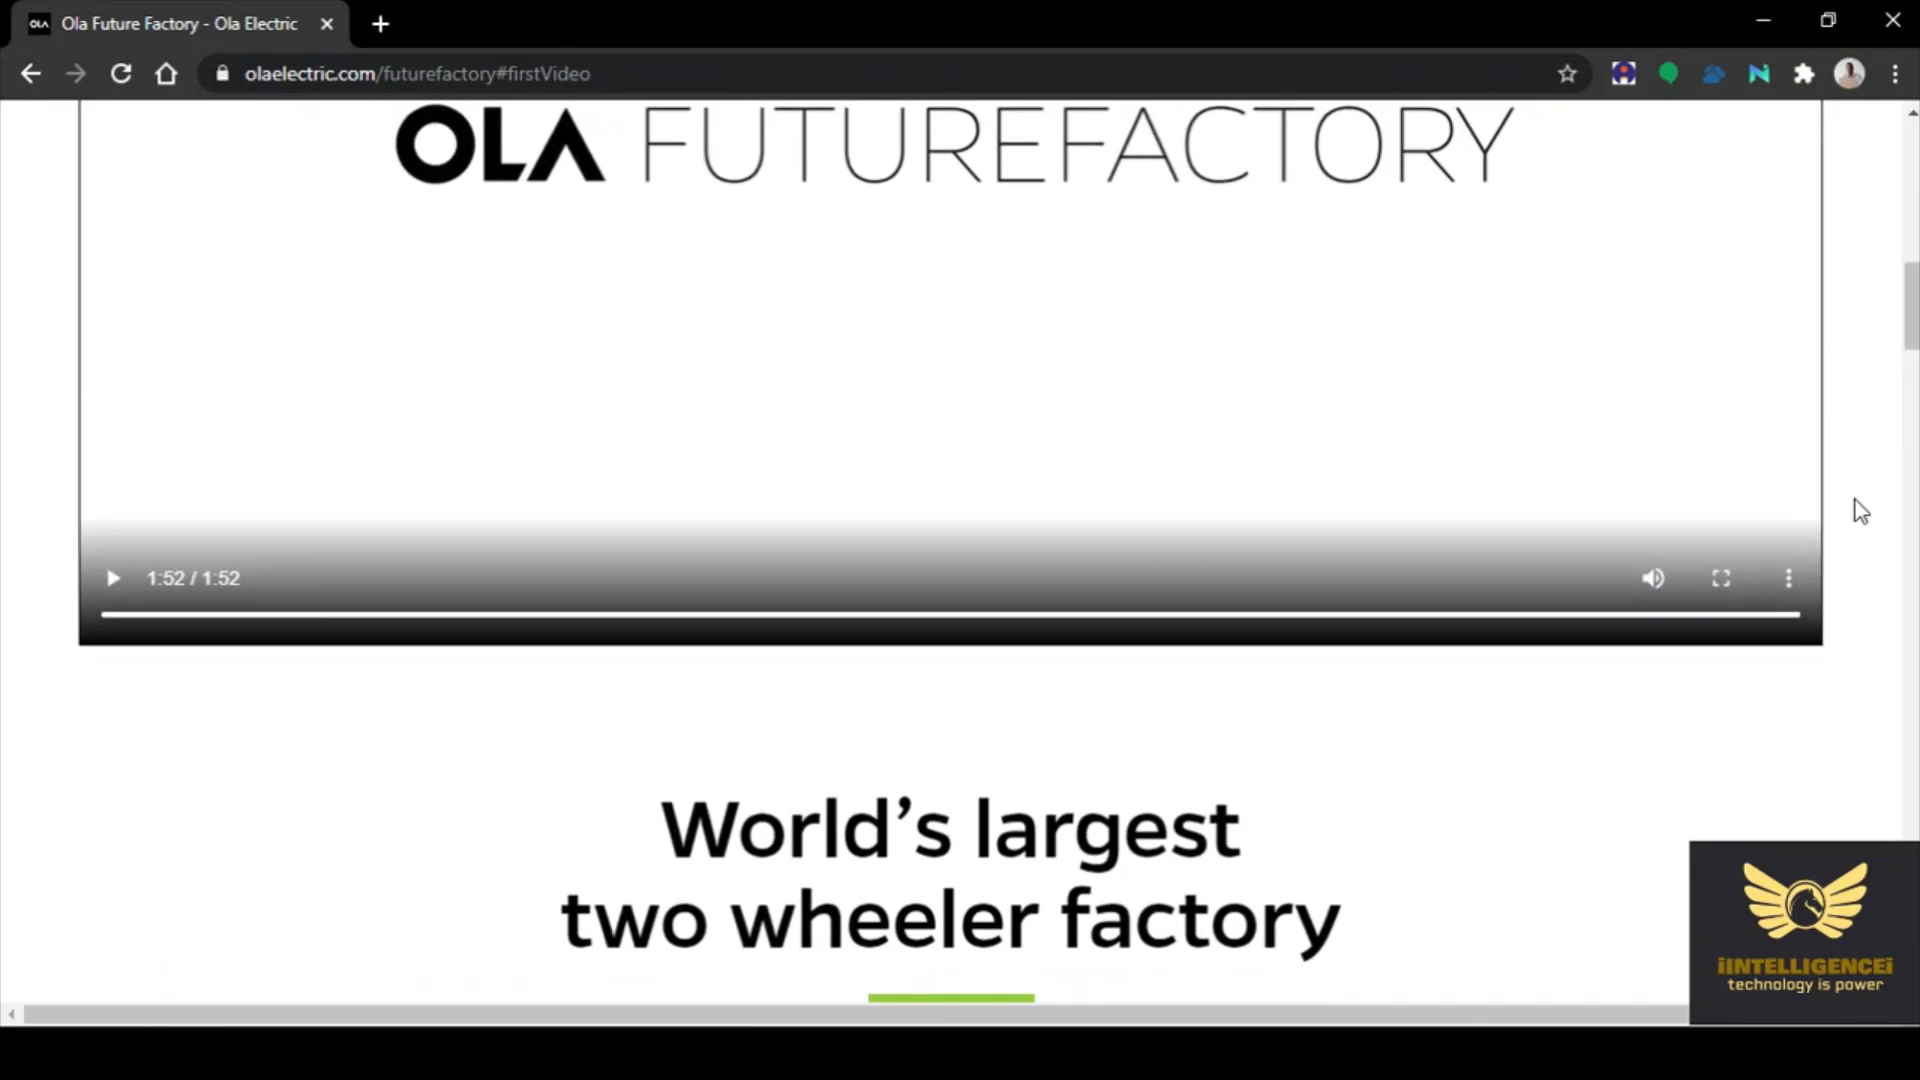 OLA Ola Future Factory - Ola Electric
olaelectric.com/futurefactory#firstVideo
OLA FUTUREFACTORY
1:52 / 1:52
World’s largest
two wheeler factory
iINTELLIGENCEi
technology is power